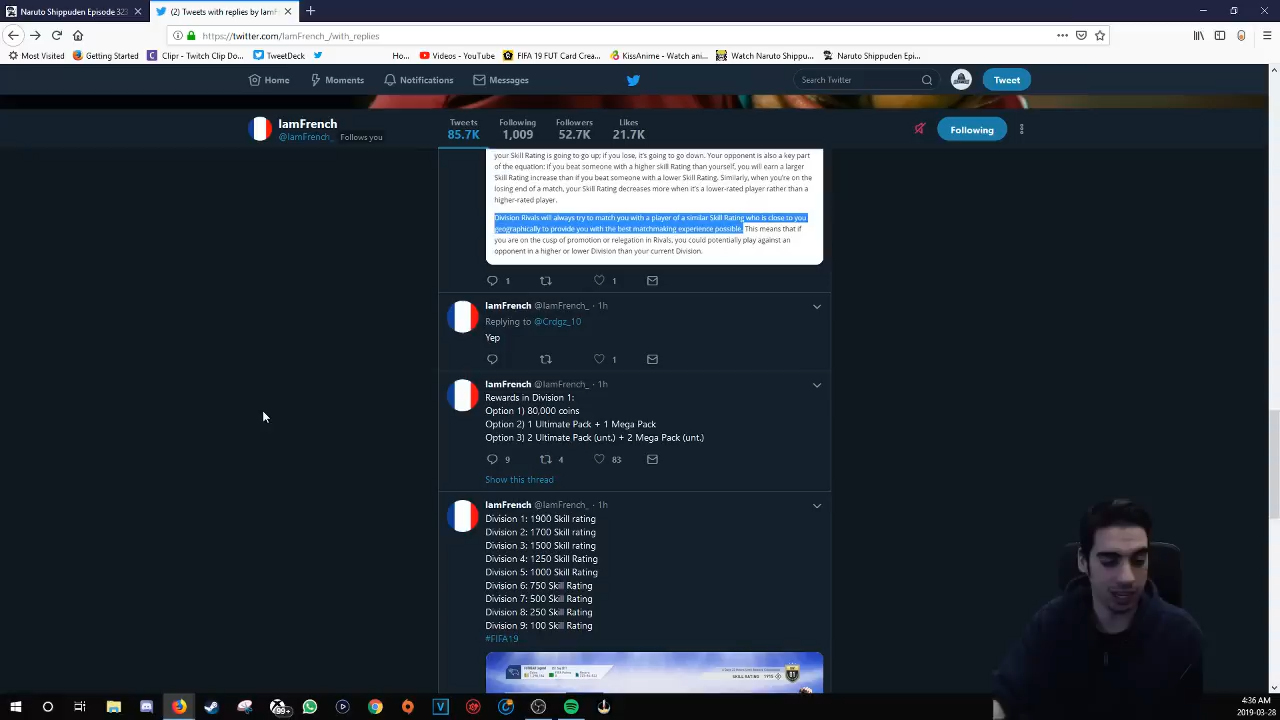 Naruto Shippuden Episode 32
(2) Tweets with replies by IamF
https://twitter.com/IamFrench_/with_replies
Most Visited
Getting Started
Clip - Twitch Clip Do...
TweetDeck
Ho...
Videos - YouTube
FIFA 19 FUT Card Crea...
KissAnime - Watch ani...
Watch Naruto Shippu...
Naruto Shippuden Epi...
Home
Moments
Notifications
Messages
Search Twitter
Tweet
IamFrench
@IamFrench_ Follows you
Tweets
85.7K
Following
1,009
Followers
52.7K
Likes
21.7K
Following
your Skill Rating is going to go up; if you lose, it's going to go down. Your opponent is also a key part
of the equation: if you beat someone with a higher skill Rating than yourself, you will earn a larger
Skill Rating increase than if you beat someone with a lower Skill Rating. Similarly, when you're on the
losing end of a match, your Skill Rating decreases more when it's a lower-rated player rather than a
higher-rated player.
Division Rivals will always try to match you with a player of a similar Skill Rating who is close to you
geographically to provide you with the best matchmaking experience possible. This means that if
you are on the cusp of promotion or relegation in Rivals, you could potentially play against an
opponent in a higher or lower Division than your current Division.
1
1
IamFrench @IamFrench_ · 1h
Replying to @Crdgz_10
Yep
1
IamFrench @IamFrench_ · 1h
Rewards in Division 1:
Option 1) 80,000 coins
Option 2) 1 Ultimate Pack + 1 Mega Pack
Option 3) 2 Ultimate Pack (unt.) + 2 Mega Pack (unt.)
9
4
83
Show this thread
IamFrench @IamFrench_ · 1h
Division 1: 1900 Skill rating
Division 2: 1700 Skill rating
Division 3: 1500 Skill rating
Division 4: 1250 Skill Rating
Division 5: 1000 Skill Rating
Division 6: 750 Skill Rating
Division 7: 500 Skill Rating
Division 8: 250 Skill Rating
Division 9: 100 Skill Rating
#FIFA19
SKILL RATING
4:36 AM
2019-03-28